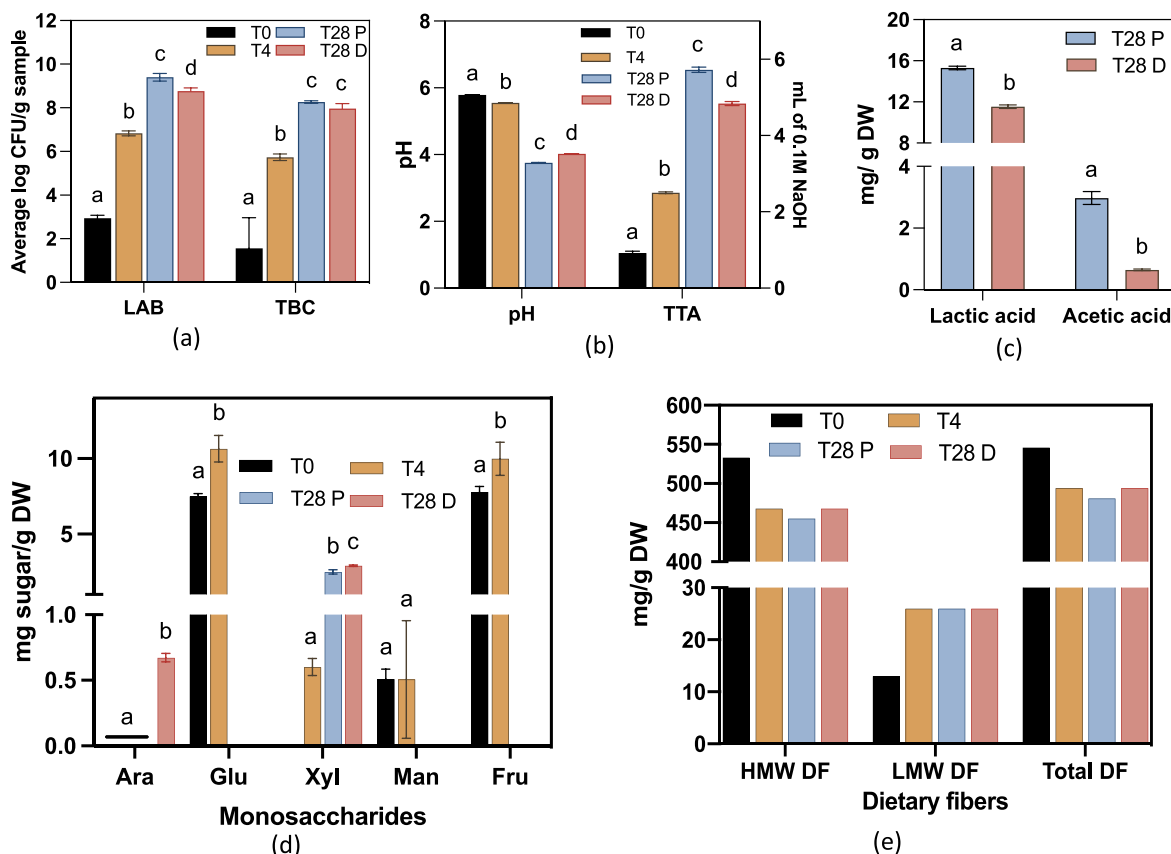 Average log CFU/g sample
12
10
8
6
4
2
0
T0
T28 P
T4
T28 D
a
b
c
d
a
b
c
c
LAB
TBC
(a)
pH
8
6
4
2
0
T0
T4
T28 P
T28 D
a
b
c
d
a
b
c
d
pH
TTA
6
4
2
0
mL of 0.1M NaOH
(b)
mg/ g DW
20
16
12
8
4
2
0
T28 P
T28 D
a
b
a
b
Lactic acid
Acetic acid
(c)
mg sugar/g DW
10
5
1.0
0.5
0.0
T0
T4
T28 P
T28 D
a
b
a
b
a
b
c
a
a
a
b
Ara
Glu
Xyl
Man
Fru
Monosaccharides
(d)
mg/g DW
600
550
500
450
400
30
20
10
0
T0
T4
T28 P
T28 D
HMW DF
LMW DF
Total DF
Dietary fibers
(e)